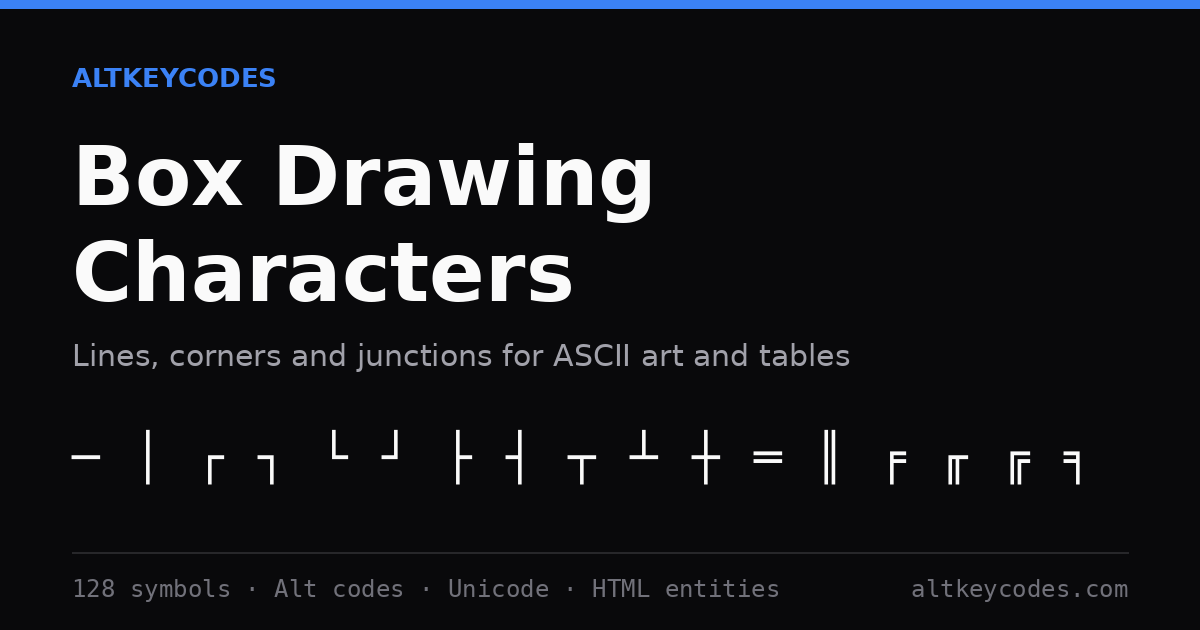 ALTKEYCODES
Box Drawing
Characters
Lines, corners and junctions for ASCII art and tables
─ │ ┌ ┐ └ ┘ ├ ┤ ┬ ┴ ┼ ═ ║ ╒ ╓ ╔ ╕
128 symbols · Alt codes · Unicode · HTML entities altkeycodes.com